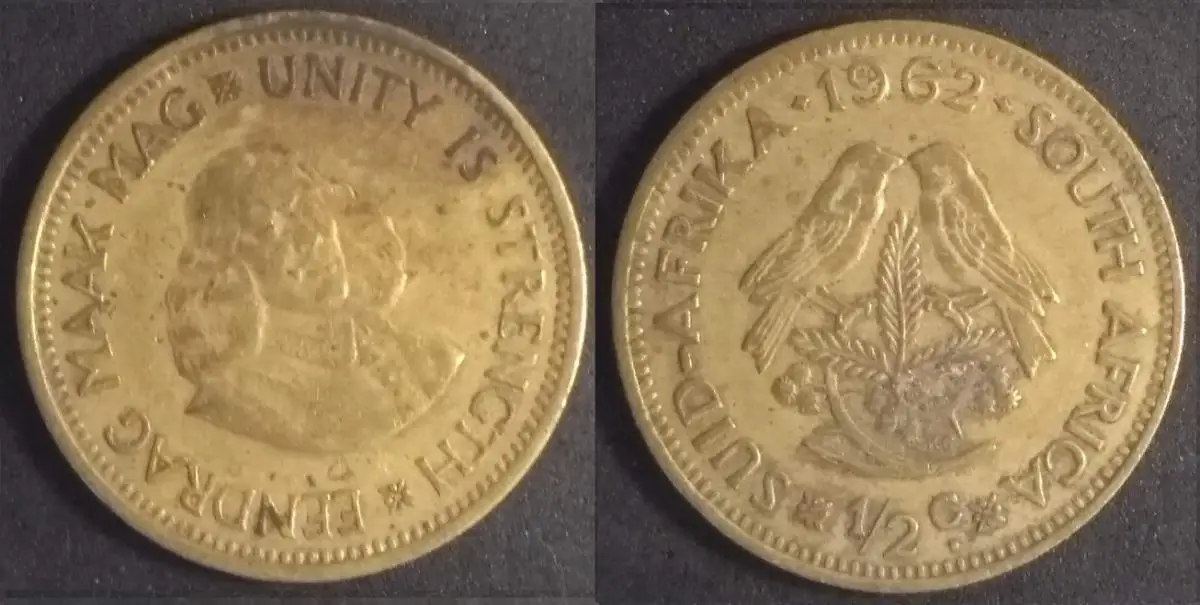 UNITY IS STRENGTH
EENDRAG MAAK MAG
1962
SOUTH AFRICA
½ C
SUID-AFRIKA